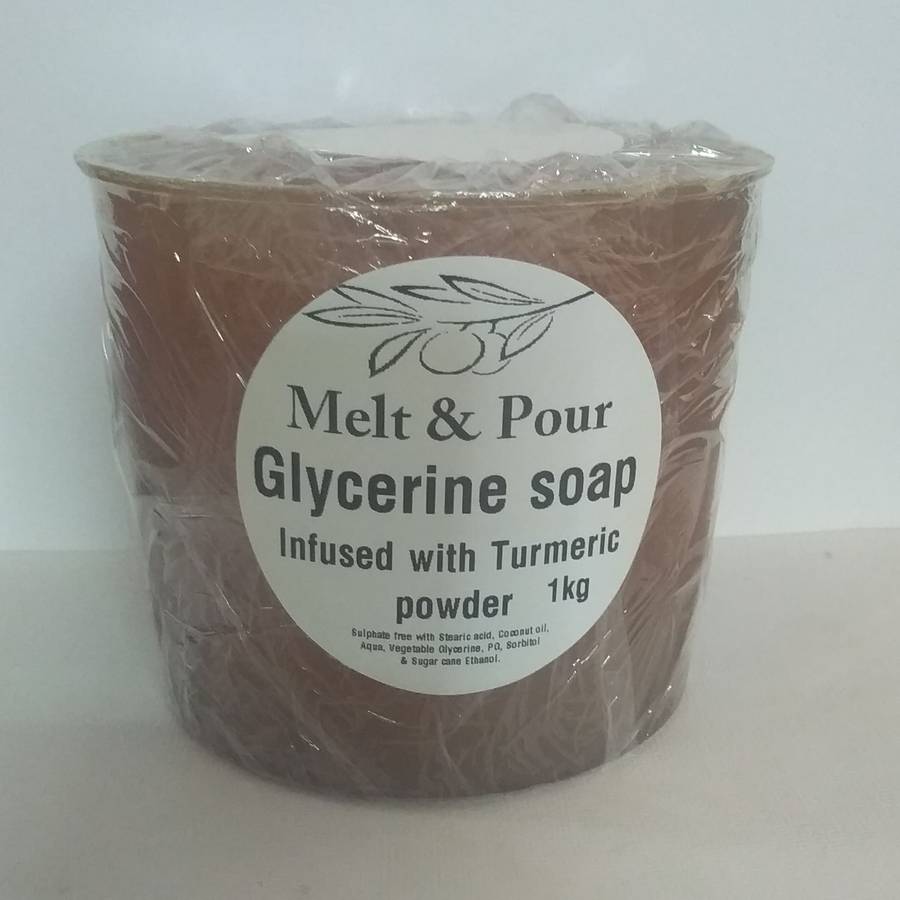 Melt & Pour
Glycerine soap
Infused with Turmeric
powder 1kg
Sulphate free with Stearic acid, Coconut oil,
Aqua, Vegetable Glycerine, PG, Sorbitol
& Sugar cane Ethanol.